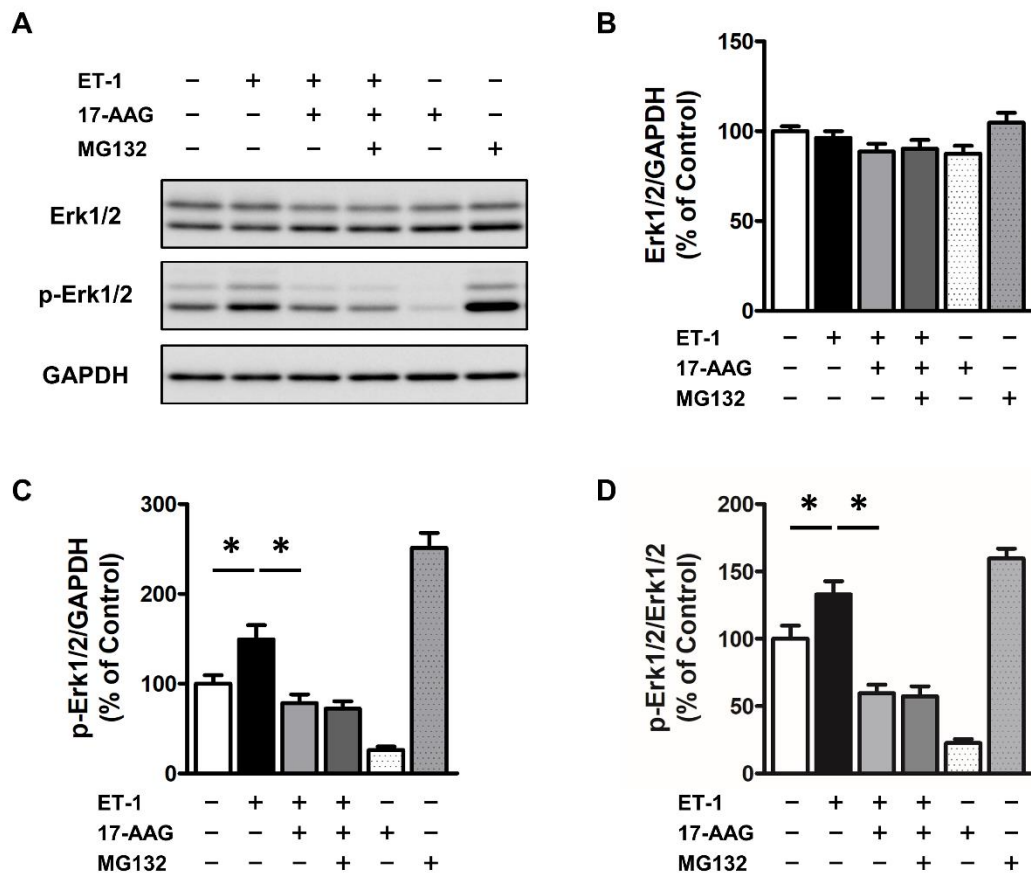 A
ET-1 − + + + − −
17-AAG − − + + + −
MG132 − − − + − +
Erk1/2
p-Erk1/2
GAPDH
B
Erk1/2/GAPDH
(% of Control)
150
100
50
0
ET-1 − + + + − −
17-AAG − − + + + −
MG132 − − − + − +
C
p-Erk1/2/GAPDH
(% of Control)
300
200
100
0
* *
ET-1 − + + + − −
17-AAG − − + + + −
MG132 − − − + − +
D
p-Erk1/2/Erk1/2
(% of Control)
200
150
100
50
0
* *
ET-1 − + + + − −
17-AAG − − + + + −
MG132 − − − + − +